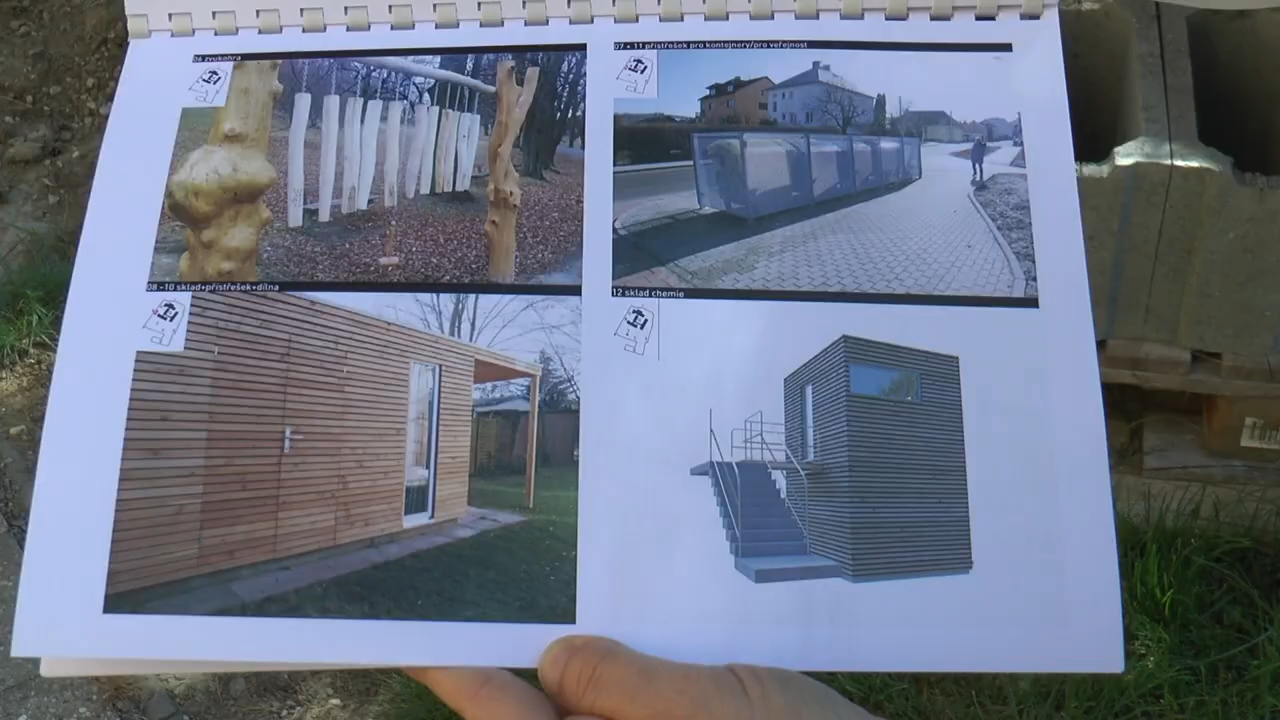 06 zvukohra
07 + 11 přístřešek pro kontejnery/pro veřejnost
08 -10 sklad+přístřešek+dílna
12 sklad chemie